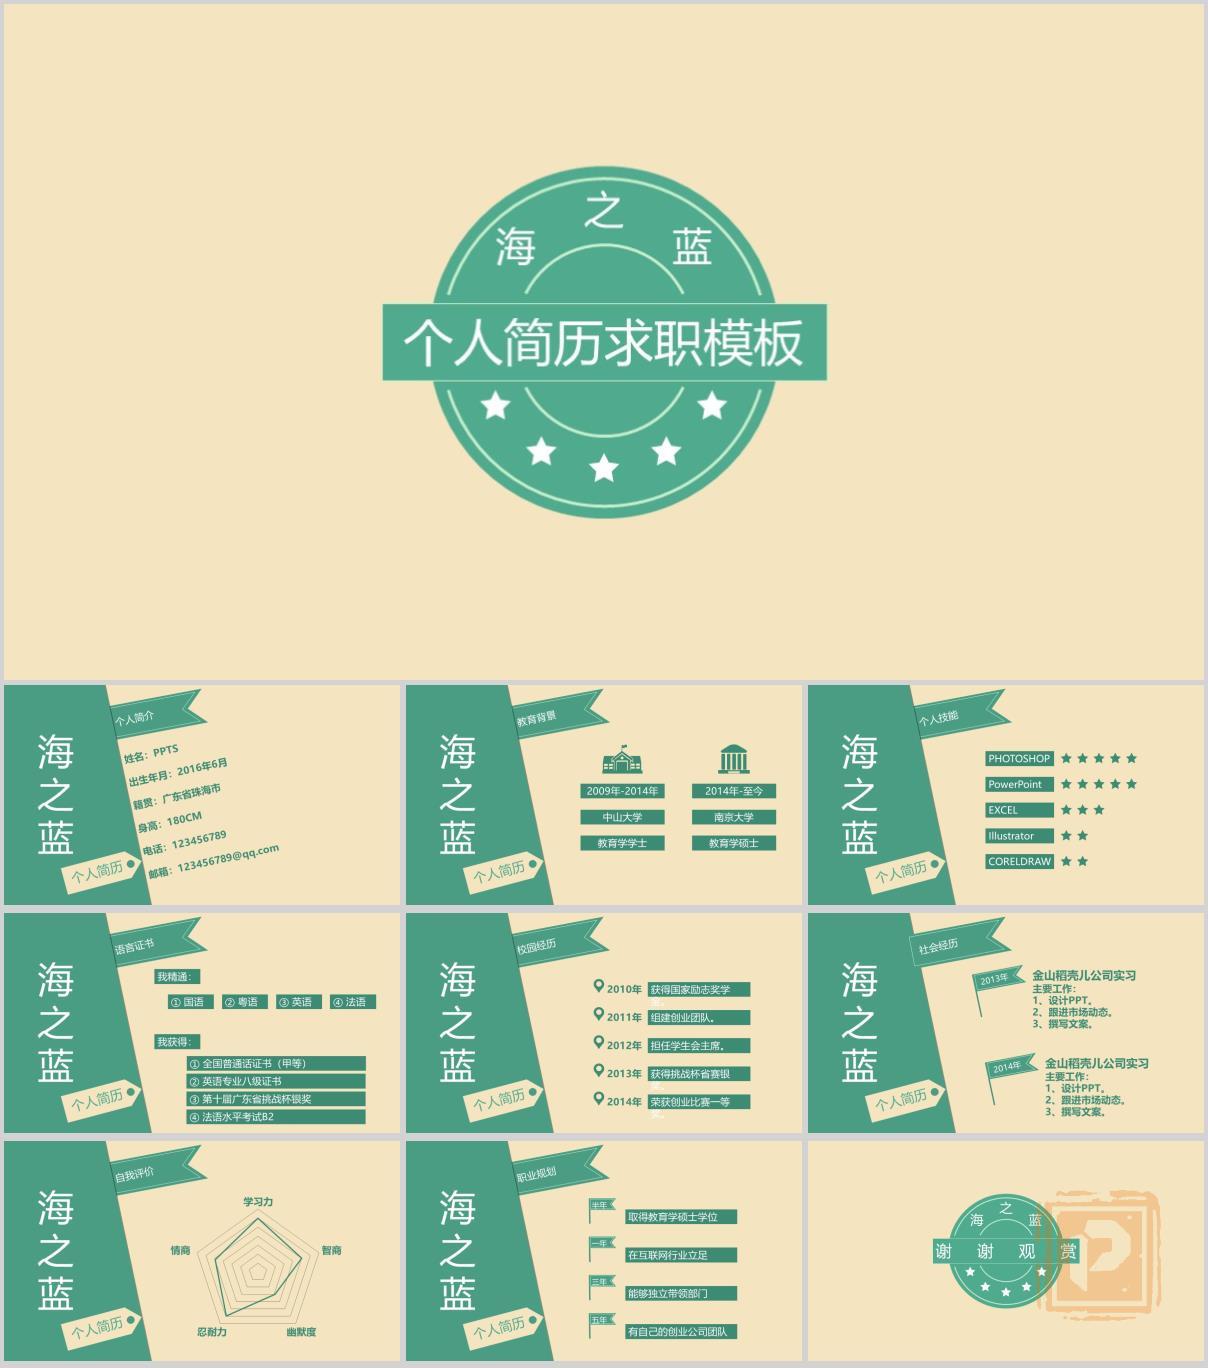 海之蓝
个人简历求职模板
个人简介
海之蓝
姓名：PPTS
出生年月：2016年6月
籍贯：广东省珠海市
身高：180CM
电话：123456789
邮箱：123456789@qq.com
个人简历
教育背景
海之蓝
2009年-2014年
中山大学
教育学学士
2014年-至今
南京大学
教育学硕士
个人简历
个人技能
海之蓝
PHOTOSHOP
PowerPoint
EXCEL
Illustrator
CORELDRAW
个人简历
语言证书
海之蓝
我精通：
① 国语
② 粤语
③ 英语
④ 法语
我获得：
① 全国普通话证书（甲等）
② 英语专业八级证书
③ 第十届广东省挑战杯银奖
④ 法语水平考试B2
个人简历
校园经历
海之蓝
2010年 获得国家励志奖学
金。
2011年 组建创业团队。
2012年 担任学生会主席。
2013年 获得挑战杯省赛银
奖。
2014年 荣获创业比赛一等
奖。
个人简历
社会经历
海之蓝
2013年
金山稻壳儿公司实习
主要工作：
1、设计PPT。
2、跟进市场动态。
3、撰写文案。
2014年
金山稻壳儿公司实习
主要工作：
1、设计PPT。
2、跟进市场动态。
3、撰写文案。
个人简历
自我评价
海之蓝
学习力
情商
智商
忍耐力
幽默度
个人简历
职业规划
海之蓝
半年
取得教育学硕士学位
一年
在互联网行业立足
三年
能够独立带领部门
五年
有自己的创业公司团队
个人简历
海之蓝
谢谢观赏